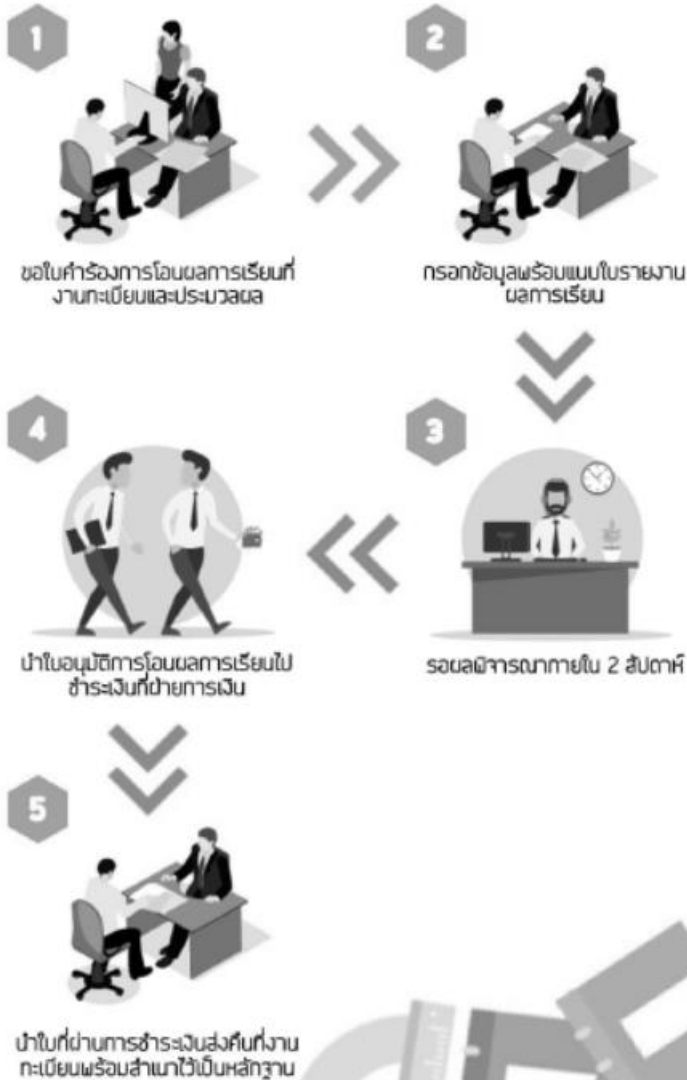 1
ขอใบคำร้องการโอนผลการเรียนที่
งานทะเบียนและประมวลผล
2
กรอกข้อมูลพร้อมแนบใบรายงาน
ผลการเรียน
3
รอผลพิจารณาภายใน 2 สัปดาห์
4
นำใบอนุมัติการโอนผลการเรียนไป
ชำระเงินที่ฝ่ายการเงิน
5
นำใบที่ผ่านการชำระเงินส่งคืนที่งาน
ทะเบียนพร้อมสำเนาไว้เป็นหลักฐาน